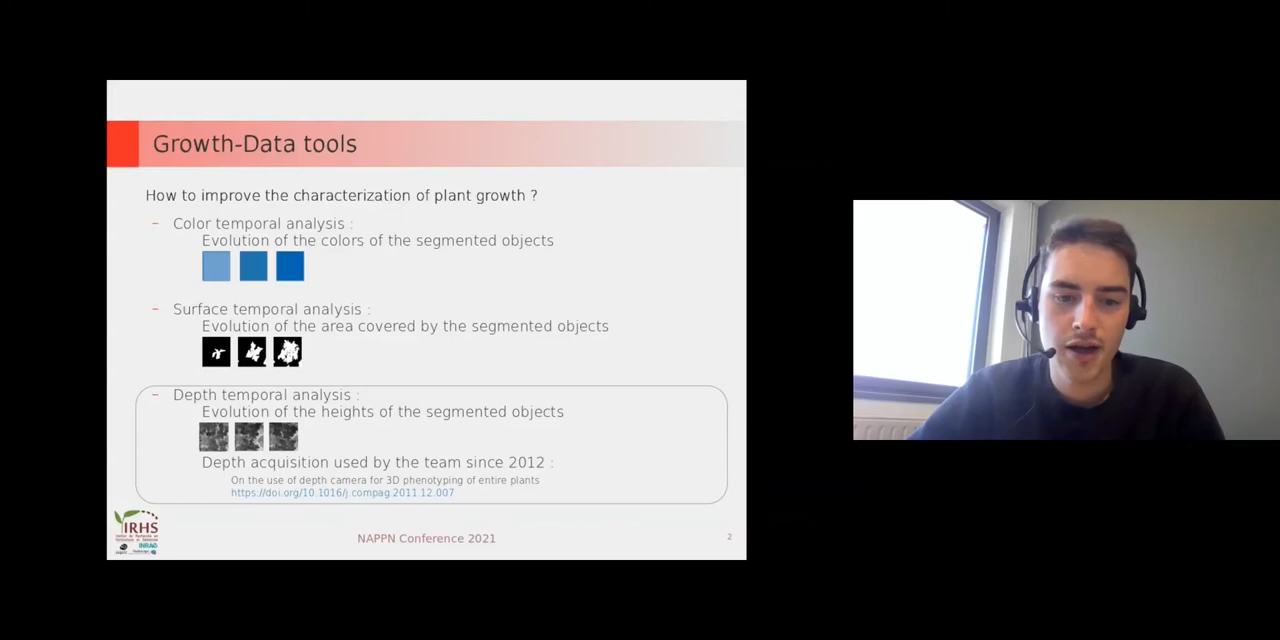 Growth-Data tools
How to improve the characterization of plant growth ?
– Color temporal analysis :
Evolution of the colors of the segmented objects
– Surface temporal analysis :
Evolution of the area covered by the segmented objects
– Depth temporal analysis :
Evolution of the heights of the segmented objects
Depth acquisition used by the team since 2012 :
On the use of depth camera for 3D phenotyping of entire plants
https://doi.org/10.1016/j.compag.2011.12.007
IRHS
INRAE
NAPPN Conference 2021
2